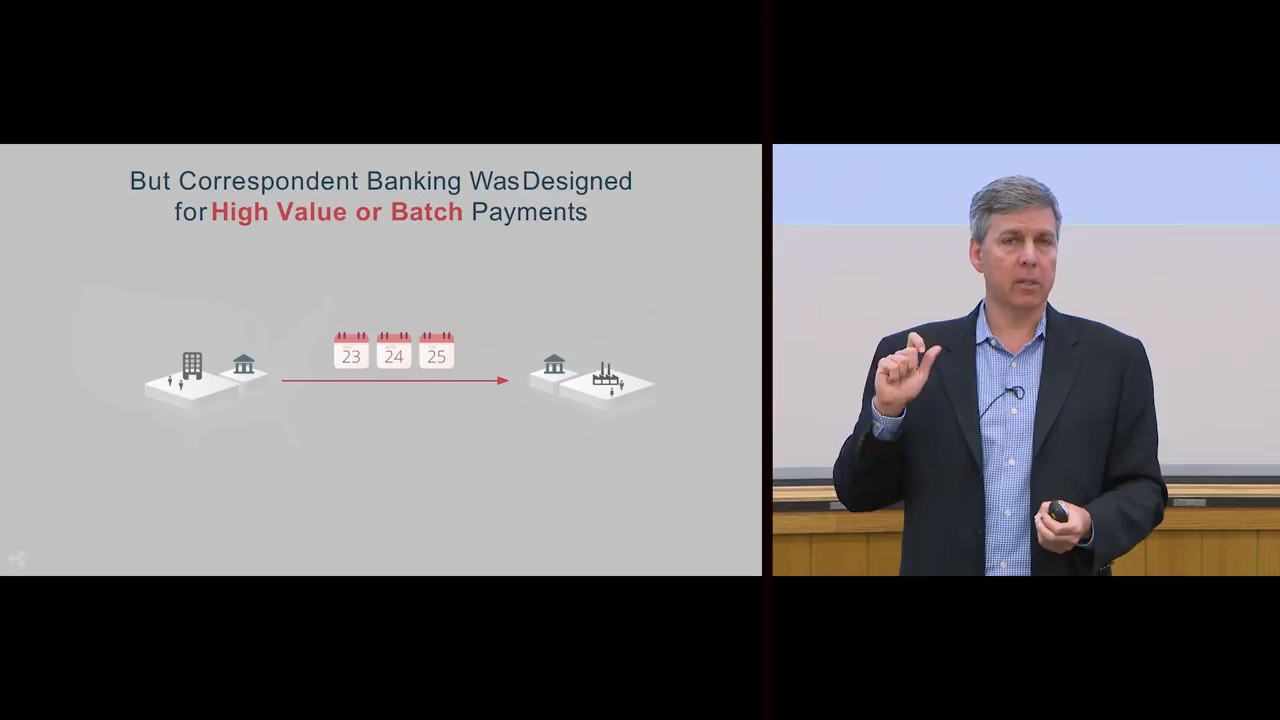 But Correspondent Banking WasDesigned
for High Value or Batch Payments
23 24 25